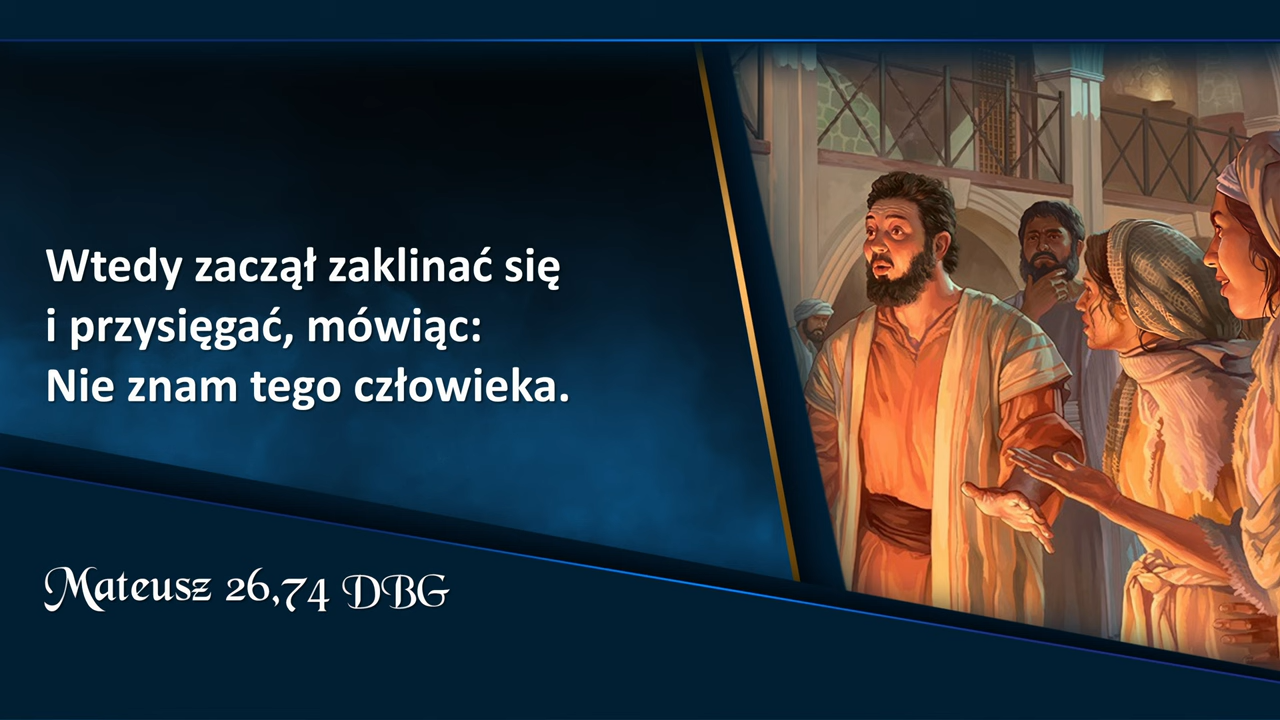 Wtedy zaczął zaklinać się
i przysięgać, mówiąc:
Nie znam tego człowieka.
Mateusz 26,74 DBG